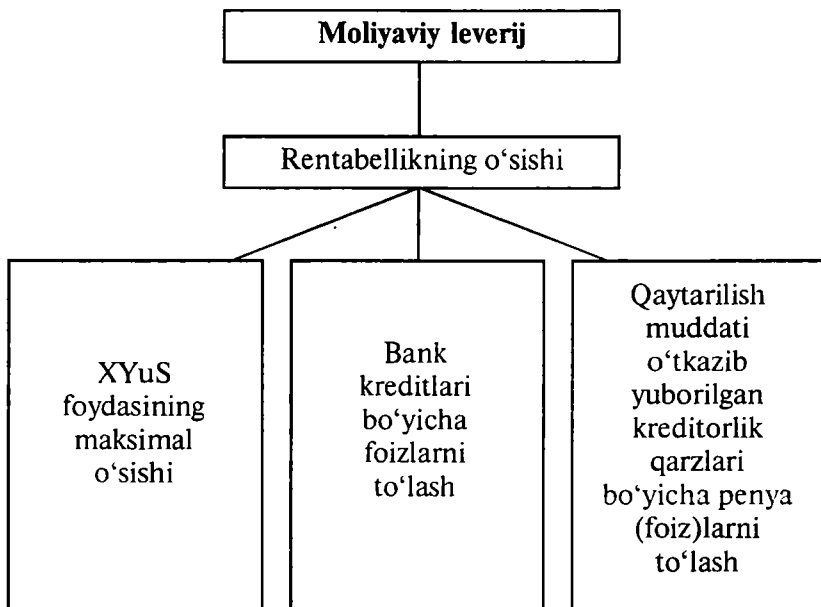 Moliyaviy leverij
Rentabellikning o‘sishi
XYuS
foydasining
maksimal
o‘sishi
Bank
kreditlari
bo‘yicha
foizlarni
to‘lash
Qaytarilish
muddati
o‘tkazib
yuborilgan
kreditorlik
qarzlari
bo‘yicha penya
(foiz)larni
to‘lash